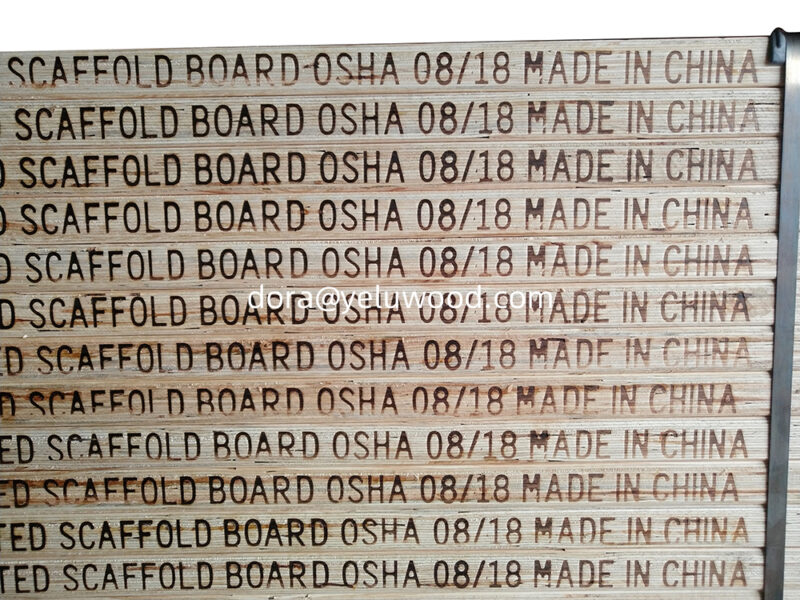 SCAFFOLD BOARD OSHA 08/18 MADE IN CHINA
D SCAFFOLD BOARD OSHA 08/18 MADE IN CHINA
D SCAFFOLD BOARD OSHA 08/18 MADE IN CHINA
D SCAFFOLD BOARD OSHA 08/18 MADE IN CHINA
D SCAFFOLD BOARD OSHA 08/18 MADE IN CHINA
dora@yeluwood.com
D SCAFFOLD BOARD OSHA 08/18 MADE IN CHINA
ED SCAFFOLD BOARD OSHA 08/18 MADE IN CHINA
D SCAFFOLD BOARD OSHA 08/18 MADE IN CHINA
ED SCAFFOLD BOARD OSHA 08/18 MADE IN CHINA
ED SCAFFOLD BOARD OSHA 08/18 MADE IN CHINA
TED SCAFFOLD BOARD OSHA 08/18 MADE IN CHINA
TED SCAFFOLD BOARD OSHA 08/18 MADE IN CHINA